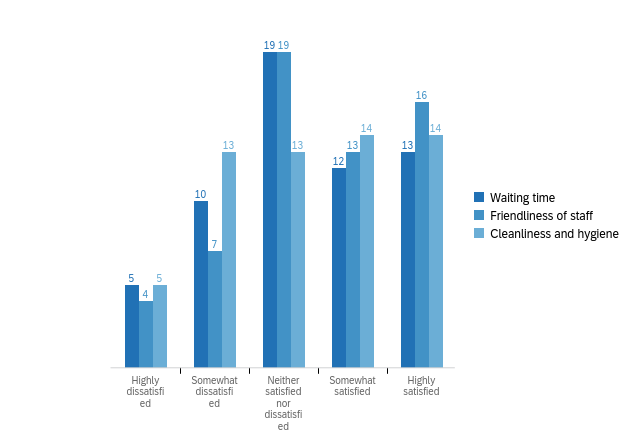 19 19
16
14
14
13
13
13
13
12
10
7
5
4
5
Waiting time
Friendliness of staff
Cleanliness and hygiene
Highly
dissatisfi
ed
Somewhat
dissatisfi
ed
Neither
satisfied
nor
dissatisfi
ed
Somewhat
satisfied
Highly
satisfied